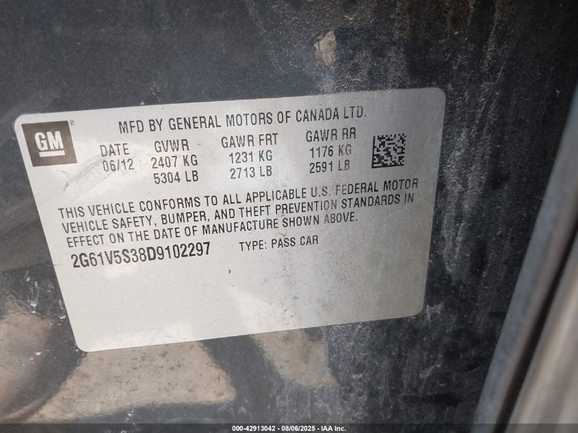 GM
MFD BY GENERAL MOTORS OF CANADA LTD.
DATE GVWR GAWR FRT GAWR RR
06/12 2407 KG 1231 KG 1176 KG
5304 LB 2713 LB 2591 LB
THIS VEHICLE CONFORMS TO ALL APPLICABLE U.S. FEDERAL MOTOR
VEHICLE SAFETY, BUMPER, AND THEFT PREVENTION STANDARDS IN
EFFECT ON THE DATE OF MANUFACTURE SHOWN ABOVE.
2G61V5S38D9102297 TYPE: PASS CAR
000-42913042 - 08/06/2025 - IAA Inc.